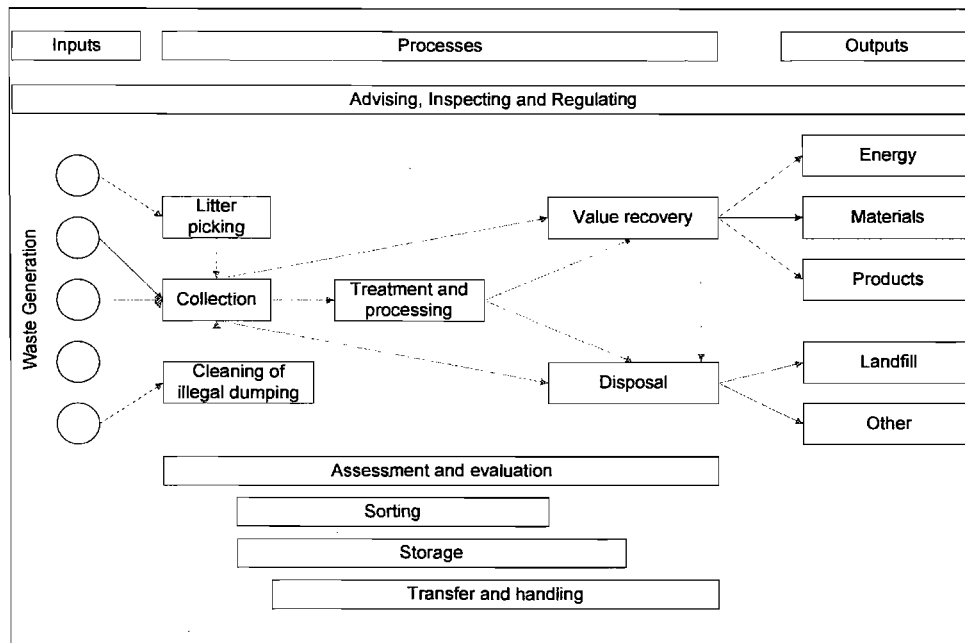 Inputs
Processes
Outputs
Advising, Inspecting and Regulating
Waste Generation
Litter
picking
Collection
Cleaning of
illegal dumping
Treatment and
processing
Value recovery
Disposal
Energy
Materials
Products
Landfill
Other
Assessment and evaluation
Sorting
Storage
Transfer and handling